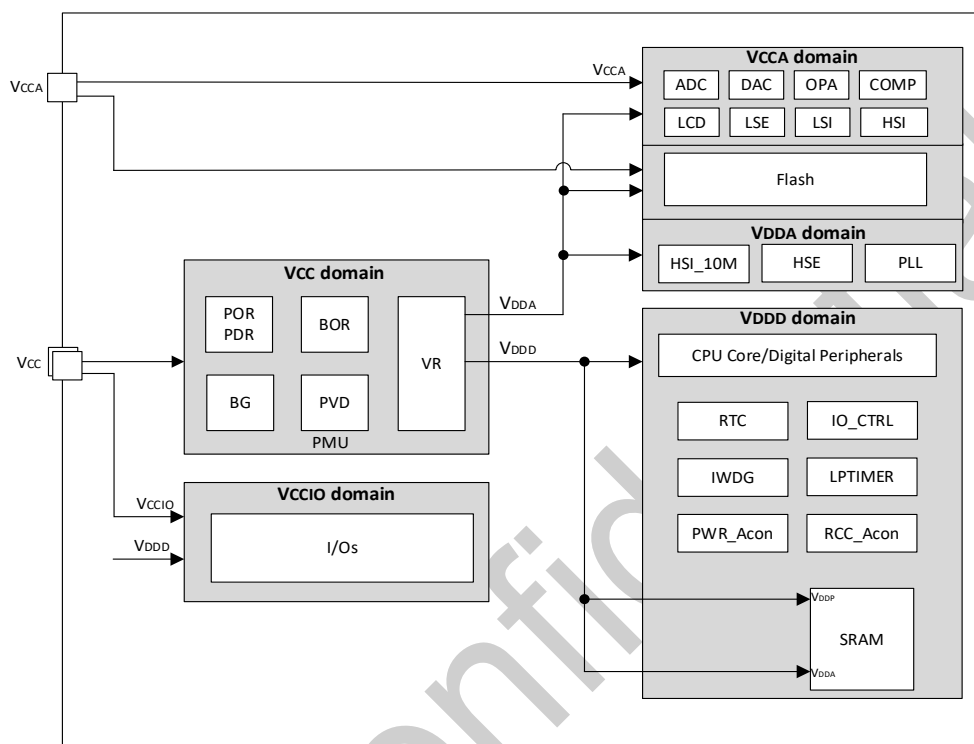 VCCA domain
VCCA
VCCA
ADC DAC OPA COMP
LCD LSE LSI HSI
Flash
VDDA domain
HSI_10M HSE PLL
VCC domain
POR
PDR
BOR
VR
BG PVD
PMU
VDDA
VDDD
VCC
VDDD domain
CPU Core/Digital Peripherals
RTC IO_CTRL
IWDG LPTIMER
PWR_Acon RCC_Acon
VDDP
SRAM
VDDA
VCCIO domain
VCCIO
I/Os
VDDD